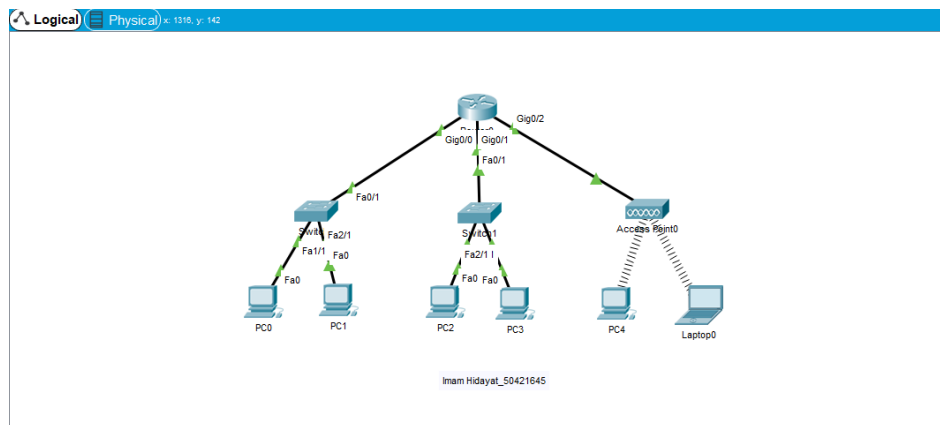 Logical Physical x: 1316, y: 142
Gig0/2
Gig0/0 Gig0/1
Fa0/1
Fa0/1
Switch1
Access Point0
Fa2/1
Fa1/1
Fa0
Fa2/1
Fa0
Fa0 Fa0
PC0
PC1
PC2
PC3
PC4
Laptop0
Imam Hidayat_50421645